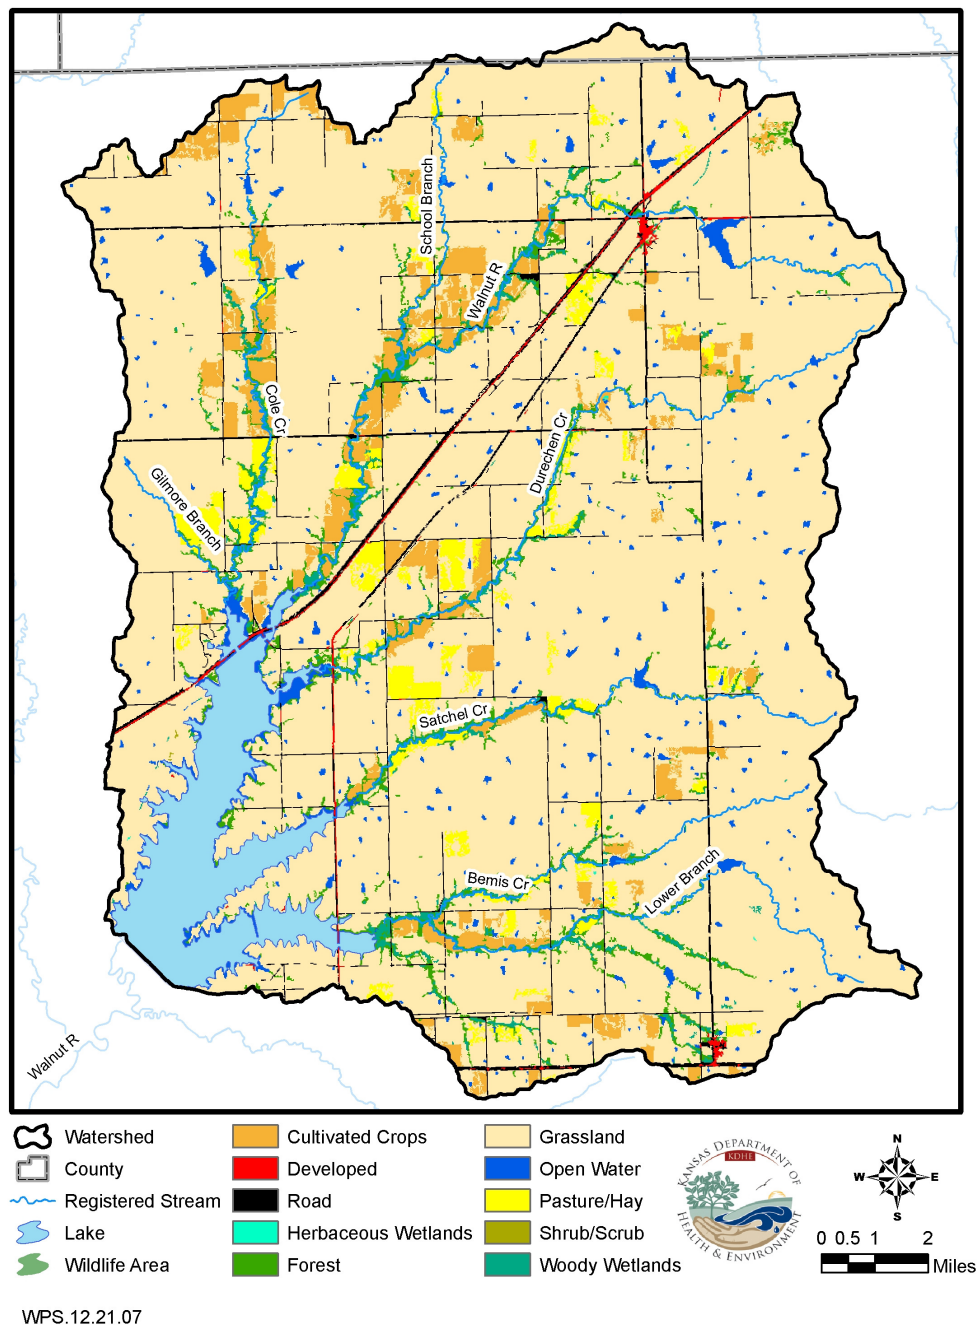 School Branch
Walnut R
Cole Cr
Durechen Cr
Gilmore Branch
Satchel Cr
Bemis Cr
Lower Branch
Walnut R
Watershed
County
Registered Stream
Lake
Wildlife Area
Cultivated Crops
Developed
Road
Herbaceous Wetlands
Forest
Grassland
Open Water
Pasture/Hay
Shrub/Scrub
Woody Wetlands
KANSAS DEPARTMENT OF
KDHE
HEALTH & ENVIRONMENT
N
W E
S
0 0.5 1 2
Miles
WPS.12.21.07